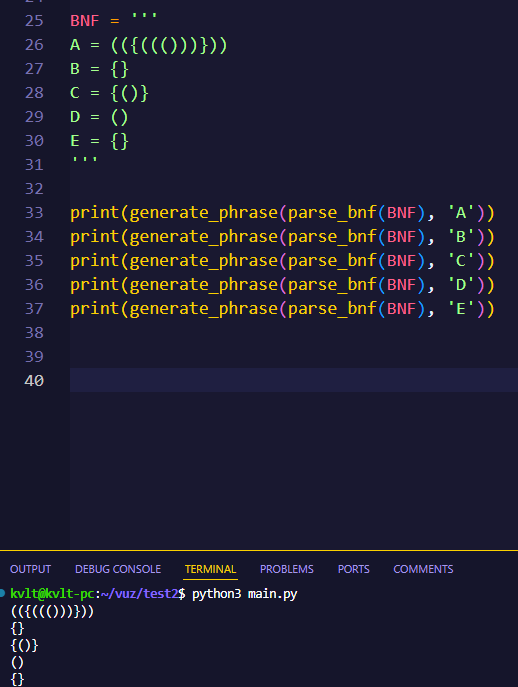 25 BNF = '''
26 A = (({((()))}))
27 B = {}
28 C = {()}
29 D = ()
30 E = {}
31 '''
32
33 print(generate_phrase(parse_bnf(BNF), 'A'))
34 print(generate_phrase(parse_bnf(BNF), 'B'))
35 print(generate_phrase(parse_bnf(BNF), 'C'))
36 print(generate_phrase(parse_bnf(BNF), 'D'))
37 print(generate_phrase(parse_bnf(BNF), 'E'))
38
39
40
OUTPUT DEBUG CONSOLE TERMINAL PROBLEMS PORTS COMMENTS
kvlt@kvlt-pc:~/vuz/test2$ python3 main.py
(({((()))}))
{}
{()}
()
{}